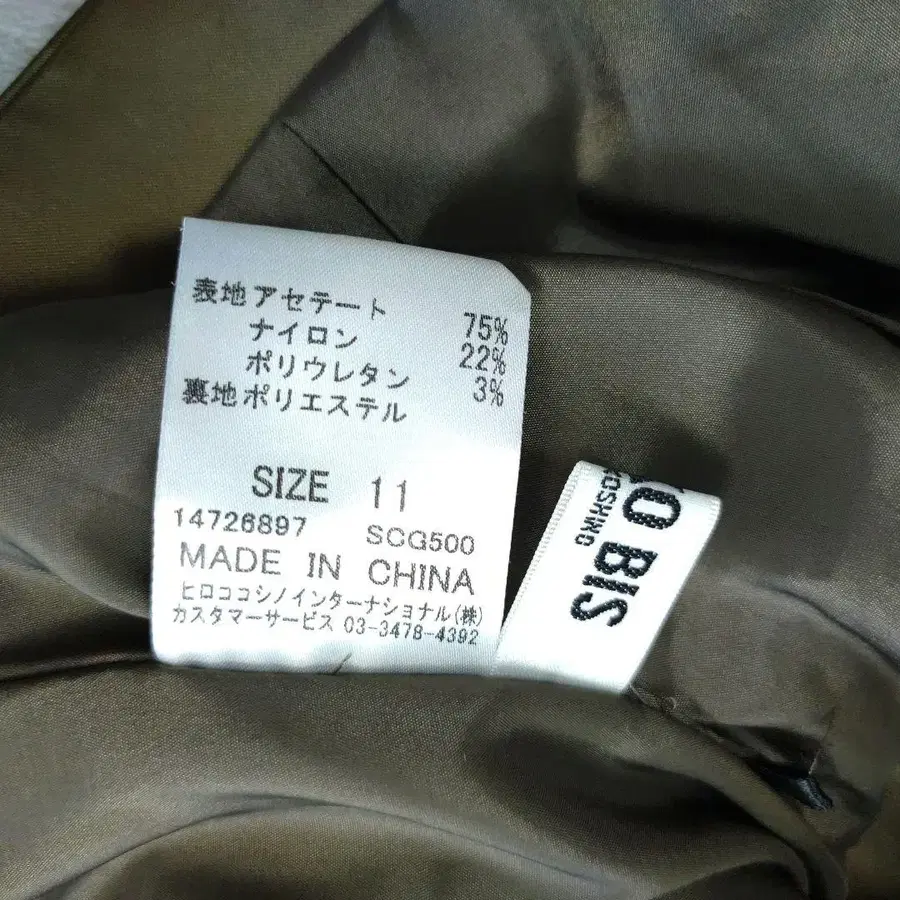 表地アセテート 75%
ナイロン 22%
ポリウレタン 3%
裏地ポリエステル
SIZE 11
14726897 SCG500
MADE IN CHINA
ヒロココシノインターナショナル(株)
カスタマーサービス 03-3478-4392
KO BIS
KOSHINO